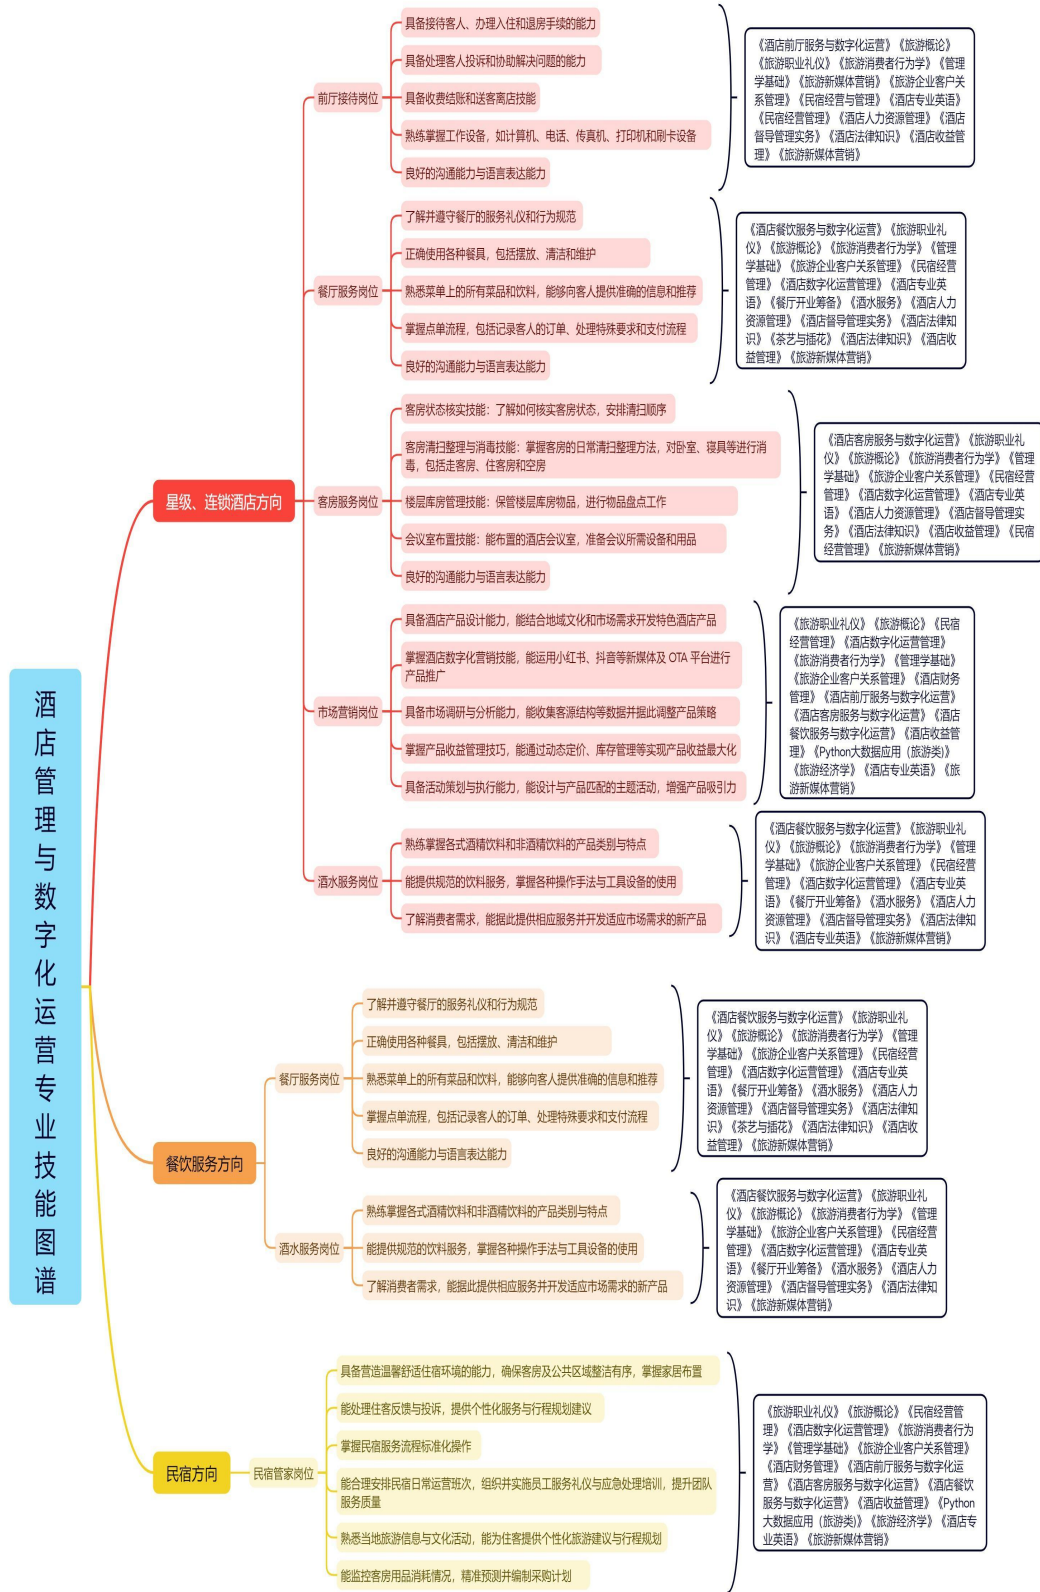 酒店管理与数字化运营专业技能图谱
星级、连锁酒店方向
前厅接待岗位
具备接待客人、办理入住和退房手续的能力
具备处理客人投诉和协助解决问题的能力
具备收费结账和送客离店技能
熟练掌握工作设备，如计算机、电话、传真机、打印机和刷卡设备
良好的沟通能力与语言表达能力
《酒店前厅服务与数字化运营》《旅游概论》
《旅游职业礼仪》《旅游消费者行为学》《管理
学基础》《旅游新媒体营销》《旅游企业客户关
系管理》《民宿经营与管理》《酒店专业英语》
《民宿经营管理》《酒店人力资源管理》《酒店
督导管理实务》《酒店法律知识》《酒店收益管
理》《旅游新媒体营销》
餐厅服务岗位
了解并遵守餐厅的服务礼仪和行为规范
正确使用各种餐具，包括摆放、清洁和维护
熟悉菜单上的所有菜品和饮料，能够向客人提供准确的信息和推荐
掌握点单流程，包括记录客人的订单、处理特殊要求和支付流程
良好的沟通能力与语言表达能力
《酒店餐饮服务与数字化运营》《旅游职业礼
仪》《旅游概论》《旅游消费者行为学》《管理
学基础》《旅游企业客户关系管理》《民宿经营
管理》《酒店数字化运营管理》《酒店专业英
语》《餐厅开业筹备》《酒水服务》《酒店人力
资源管理》《酒店督导管理实务》《酒店法律知
识》《茶艺与插花》《酒店法律知识》《酒店收
益管理》《旅游新媒体营销》
客房服务岗位
客房状态核实技能：了解如何核实客房状态，安排清扫顺序
客房清扫整理与消毒技能：掌握客房的日常清扫整理方法，对卧室、寝具等进行消
毒，包括走客房、住客房和空房
楼层库房管理技能：保管楼层库房物品，进行物品盘点工作
会议室布置技能：能布置的酒店会议室，准备会议所需设备和用品
良好的沟通能力与语言表达能力
《酒店客房服务与数字化运营》《旅游职业礼
仪》《旅游概论》《旅游消费者行为学》《管理
学基础》《旅游企业客户关系管理》《民宿经营
管理》《酒店数字化运营管理》《酒店专业英
语》《酒店人力资源管理》《酒店督导管理实
务》《酒店法律知识》《酒店收益管理》《民宿
经营管理》《旅游新媒体营销》
市场营销岗位
具备酒店产品设计能力，能结合地域文化和市场需求开发特色酒店产品
掌握酒店数字化营销技能，能运用小红书、抖音等新媒体及 OTA 平台进行
产品推广
具备市场调研与分析能力，能收集客源结构等数据并据此调整产品策略
掌握产品收益管理技巧，能通过动态定价、库存管理等实现产品收益最大化
具备活动策划与执行能力，能设计与产品匹配的主题活动，增强产品吸引力
《旅游职业礼仪》《旅游概论》《民宿
经营管理》《酒店数字化运营管理》
《旅游消费者行为学》《管理学基础》
《旅游企业客户关系管理》《酒店财务
管理》《酒店前厅服务与数字化运营》
《酒店客房服务与数字化运营》《酒店
餐饮服务与数字化运营》《酒店收益管
理》《Python大数据应用（旅游类)》
《旅游经济学》《酒店专业英语》《旅
游新媒体营销》
酒水服务岗位
熟练掌握各式酒精饮料和非酒精饮料的产品类别与特点
能提供规范的饮料服务，掌握各种操作手法与工具设备的使用
了解消费者需求，能据此提供相应服务并开发适应市场需求的新产品
《酒店餐饮服务与数字化运营》《旅游职业礼
仪》《旅游概论》《旅游消费者行为学》《管理
学基础》《旅游企业客户关系管理》《民宿经营
管理》《酒店数字化运营管理》《酒店专业英
语》《餐厅开业筹备》《酒水服务》《酒店人力
资源管理》《酒店督导管理实务》《酒店法律知
识》《酒店专业英语》《旅游新媒体营销》
餐饮服务方向
餐厅服务岗位
了解并遵守餐厅的服务礼仪和行为规范
正确使用各种餐具，包括摆放、清洁和维护
熟悉菜单上的所有菜品和饮料，能够向客人提供准确的信息和推荐
掌握点单流程，包括记录客人的订单、处理特殊要求和支付流程
良好的沟通能力与语言表达能力
《酒店餐饮服务与数字化运营》《旅游职业礼
仪》《旅游概论》《旅游消费者行为学》《管理
学基础》《旅游企业客户关系管理》《民宿经营
管理》《酒店数字化运营管理》《酒店专业英
语》《餐厅开业筹备》《酒水服务》《酒店人力
资源管理》《酒店督导管理实务》《酒店法律知
识》《茶艺与插花》《酒店法律知识》《酒店收
益管理》《旅游新媒体营销》
酒水服务岗位
熟练掌握各式酒精饮料和非酒精饮料的产品类别与特点
能提供规范的饮料服务，掌握各种操作手法与工具设备的使用
了解消费者需求，能据此提供相应服务并开发适应市场需求的新产品
《酒店餐饮服务与数字化运营》《旅游职业礼
仪》《旅游概论》《旅游消费者行为学》《管理
学基础》《旅游企业客户关系管理》《民宿经营
管理》《酒店数字化运营管理》《酒店专业英
语》《餐厅开业筹备》《酒水服务》《酒店人力
资源管理》《酒店督导管理实务》《酒店法律知
识》《旅游新媒体营销》
民宿方向
民宿管家岗位
具备营造温馨舒适住宿环境的能力，确保客房及公共区域整洁有序，掌握家居布置
能处理住客反馈与投诉，提供个性化服务与行程规划建议
掌握民宿服务流程标准化操作
能合理安排民宿日常运营班次，组织并实施员工服务礼仪与应急处理培训，提升团队
服务质量
熟悉当地旅游信息与文化活动，能为住客提供个性化旅游建议与行程规划
能监控客房用品消耗情况，精准预测并编制采购计划
《旅游职业礼仪》《旅游概论》《民宿经营管
理》《酒店数字化运营管理》《旅游消费者行为
学》《管理学基础》《旅游企业客户关系管理》
《酒店财务管理》《酒店前厅服务与数字化运
营》《酒店客房服务与数字化运营》《酒店餐饮
服务与数字化运营》《酒店收益管理》《Python
大数据应用（旅游类)》《旅游经济学》《酒店专
业英语》《旅游新媒体营销》